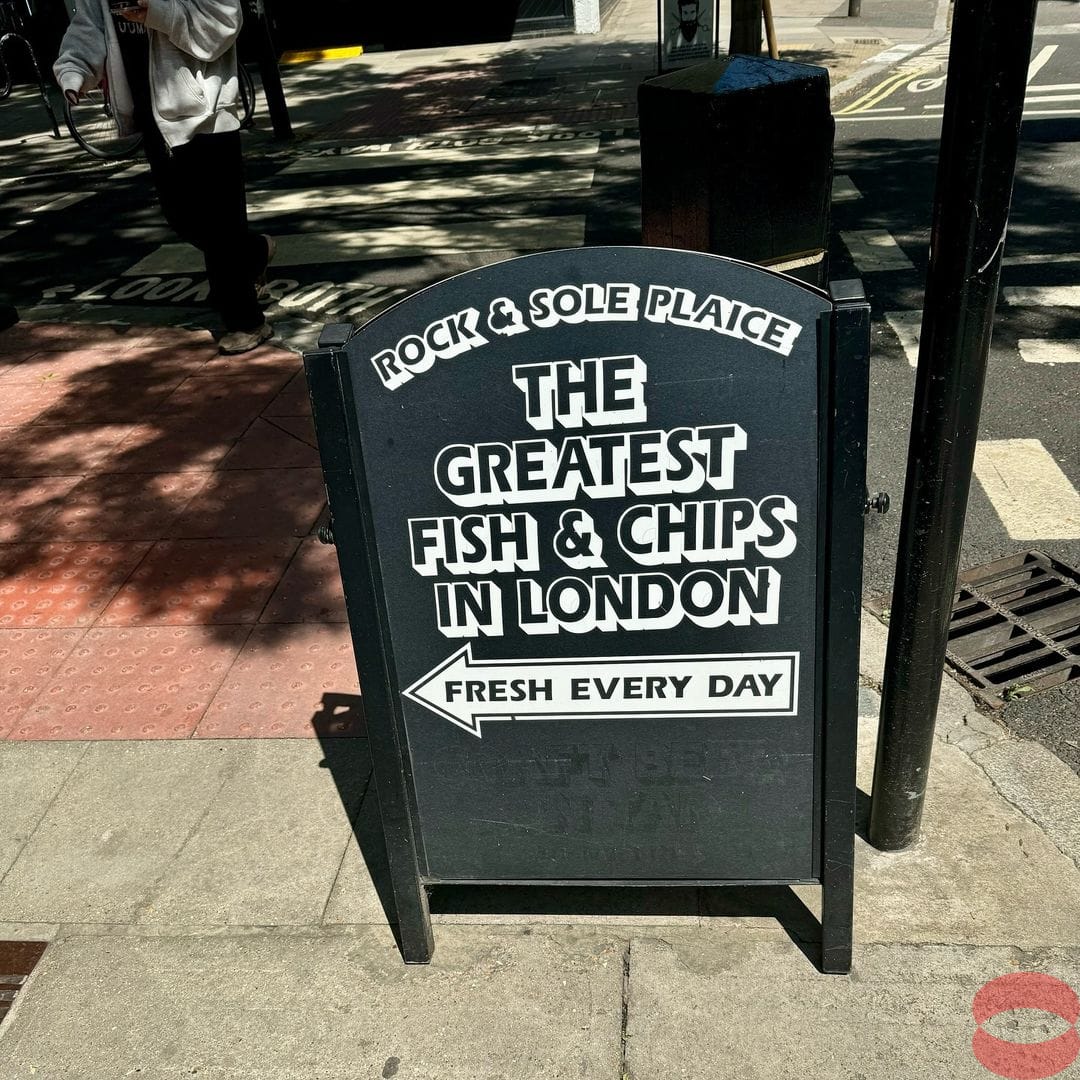 LOOK BOTH
ROCK & SOLE PLAICE
THE
GREATEST
FISH & CHIPS
IN LONDON
FRESH EVERY DAY